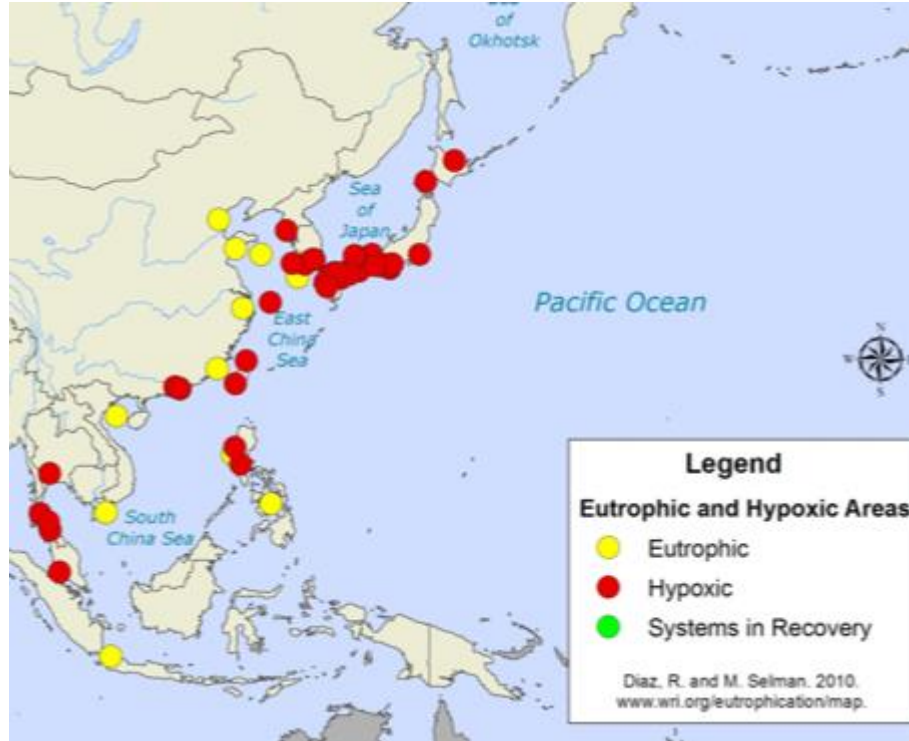 of
Okhotsk
Sea
of
Japan
Pacific Ocean
East
China
Sea
N
W
S
South
China Sea
Legend
Eutrophic and Hypoxic Areas
Eutrophic
Hypoxic
Systems in Recovery
Diaz, R. and M. Selman. 2010.
www.wri.org/eutrophication/map.